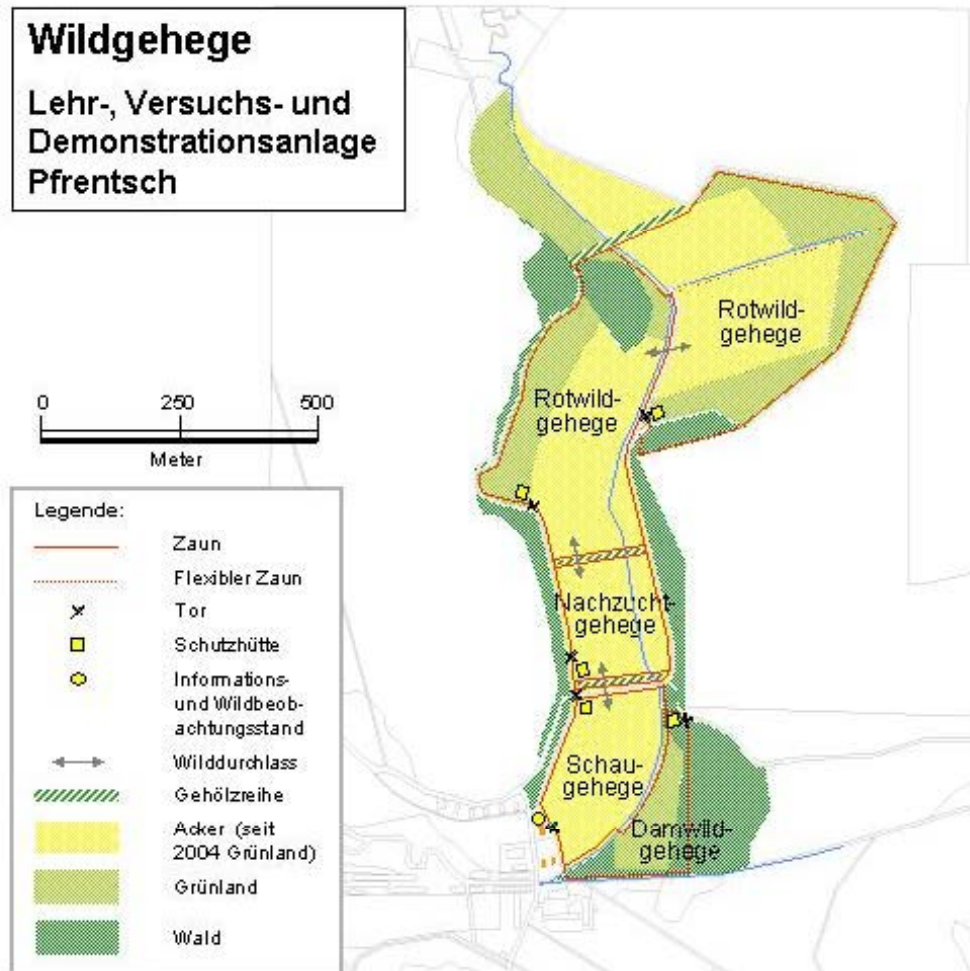 Wildgehege
Lehr-, Versuchs- und
Demonstrationsanlage
Pfrentsch
Rotwild-
gehege
Rotwild-
gehege
0 250 500
Meter
Nachzucht-
gehege
Schau-
gehege
Damwild-
gehege
Legende:
Zaun
Flexibler Zaun
Tor
Schutzhütte
Informations-
und Wildbeob-
achtungsstand
Wilddurchlass
Gehölzreihe
Acker (seit
2004 Grünland)
Grünland
Wald